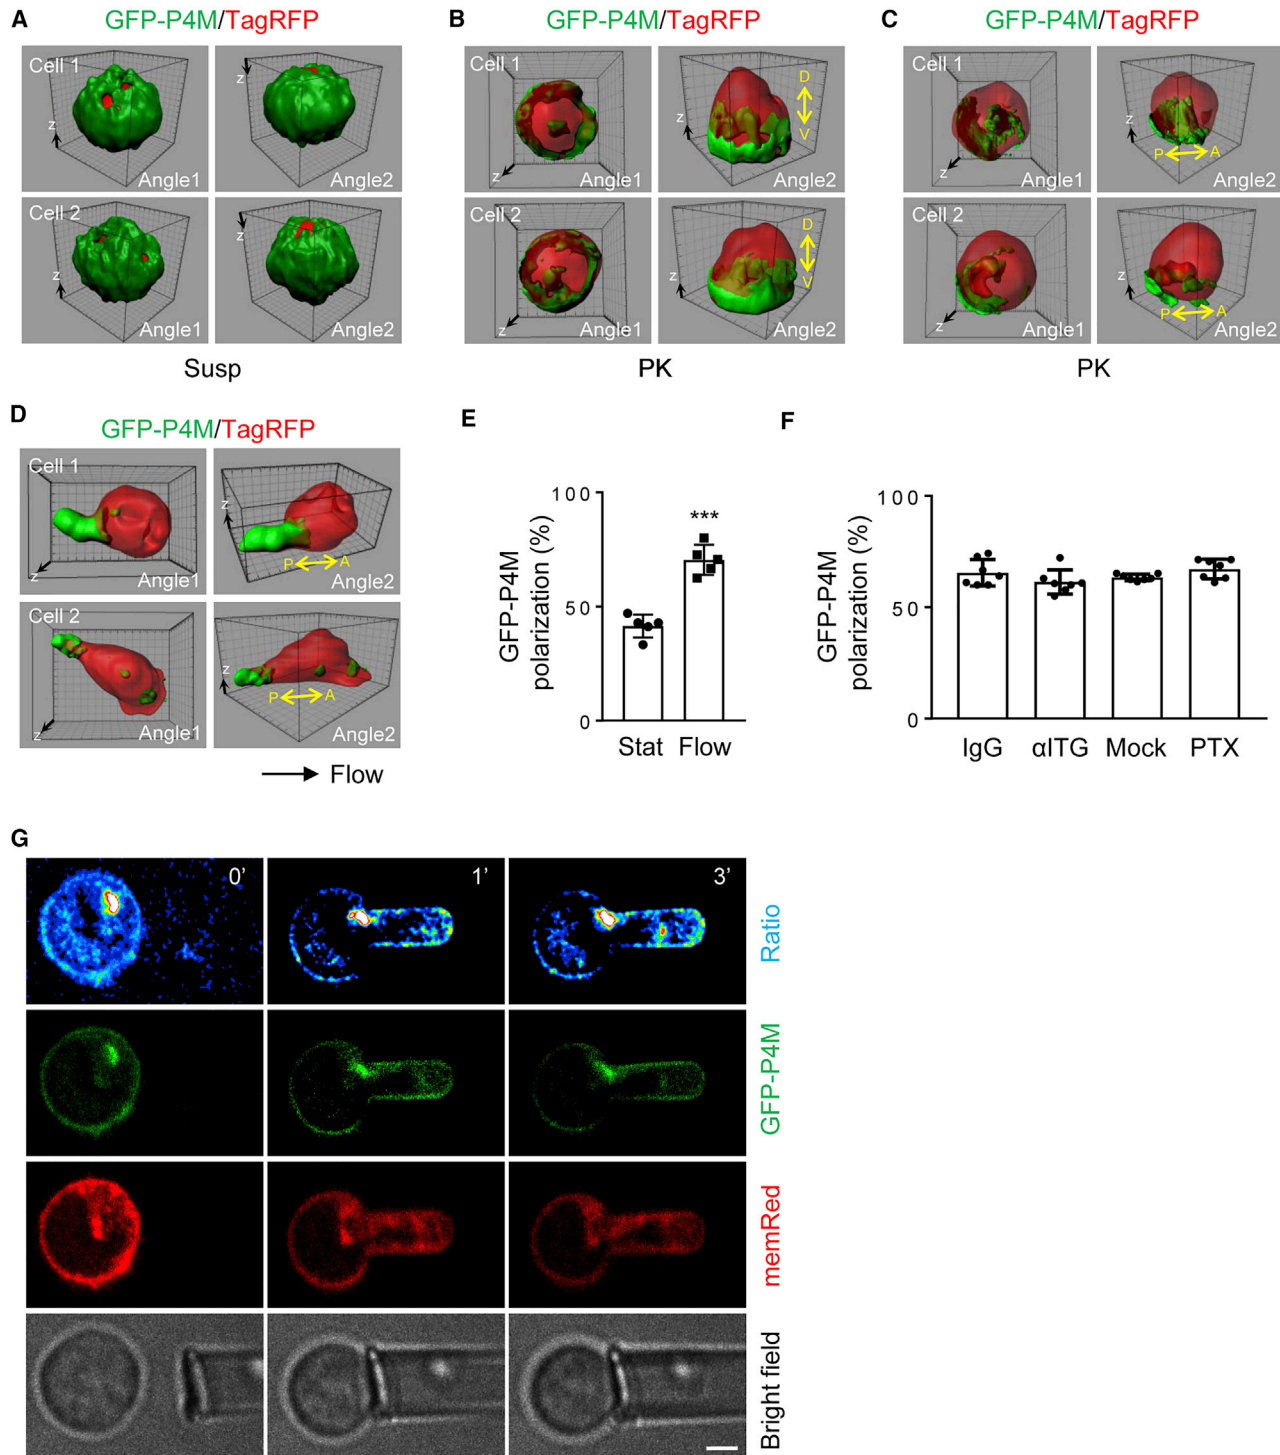 A
GFP-P4M/TagRFP
Cell 1
z
Angle1
z
Angle2
Cell 2
z
Angle1
z
Angle2
Susp
B
GFP-P4M/TagRFP
Cell 1
z
Angle1
D
V
z
Angle2
Cell 2
z
Angle1
D
V
z
Angle2
PK
C
GFP-P4M/TagRFP
Cell 1
z
Angle1
P
A
z
Angle2
Cell 2
z
Angle1
P
A
z
Angle2
PK
D
GFP-P4M/TagRFP
Cell 1
z
Angle1
z
P
A
Angle2
Cell 2
z
Angle1
z
P
A
Angle2
Flow
E
GFP-P4M
polarization (%)
100
50
0
***
Stat
Flow
F
GFP-P4M
polarization (%)
100
50
0
IgG
αITG
Mock
PTX
G
0'
1'
3'
Ratio
GFP-P4M
memRed
Bright field